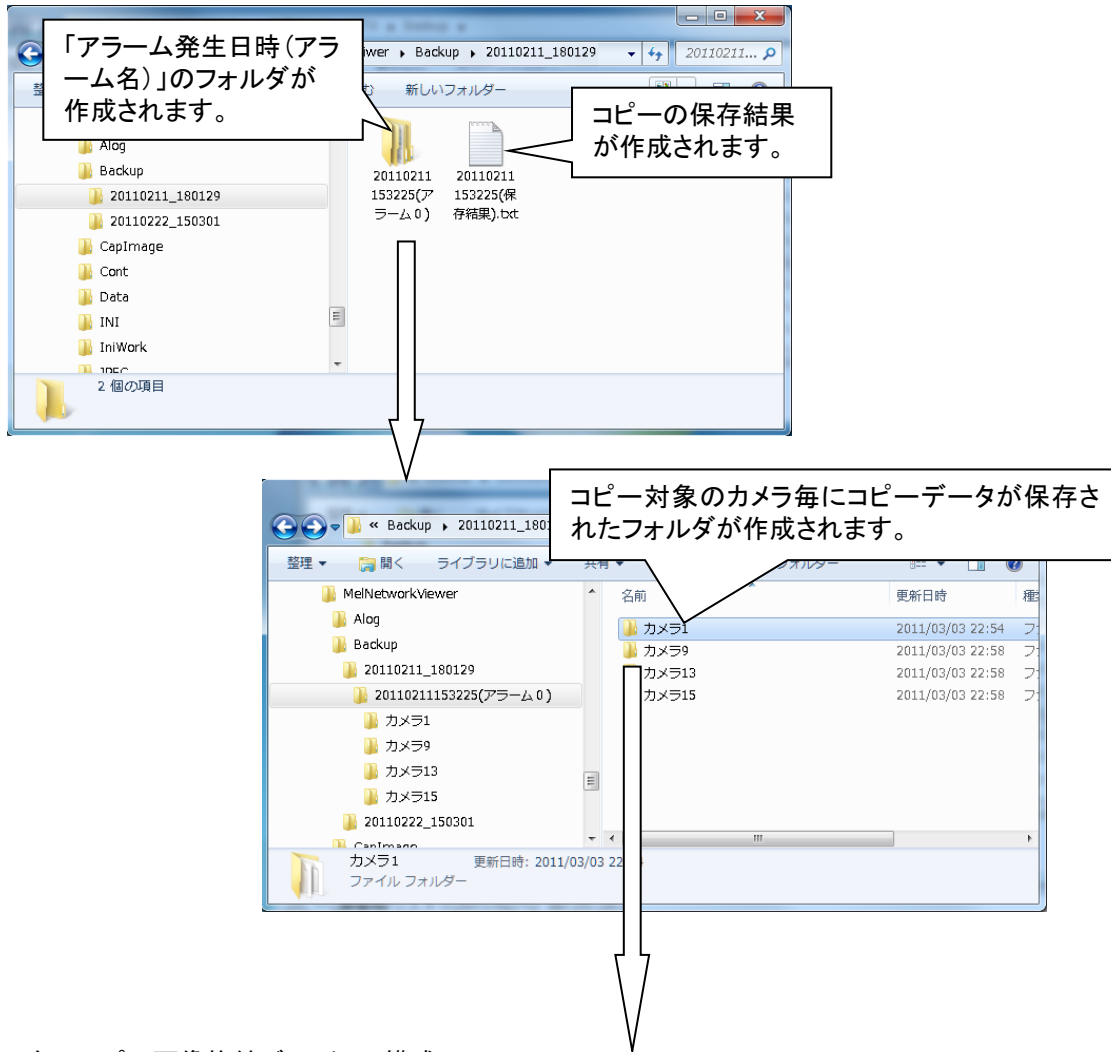 「アラーム発生日時（アラ
ーム名）」のフォルダが
作成されます。
Backup ▸ 20110211_180129
20110211...
新しいフォルダー
コピーの保存結果
が作成されます。
Alog
Backup
20110211_180129
20110222_150301
CapImage
Cont
Data
INI
IniWork
20110211
153225(ア
ラーム0)
20110211
153225(保
存結果).txt
2 個の項目
コピー対象のカメラ毎にコピーデータが保存さ
れたフォルダが作成されます。
« Backup ▸ 20110211_180
整理 ▼ 開く ライブラリに追加 ▼ 共有 ▼
MelNetworkViewer
Alog
Backup
20110211_180129
20110211153225(アラーム0)
カメラ1
カメラ9
カメラ13
カメラ15
20110222_150301
名前 更新日時
カメラ1 2011/03/03 22:54
カメラ9 2011/03/03 22:58
カメラ13 2011/03/03 22:58
カメラ15 2011/03/03 22:58
カメラ1 更新日時: 2011/03/03
ファイル フォルダー